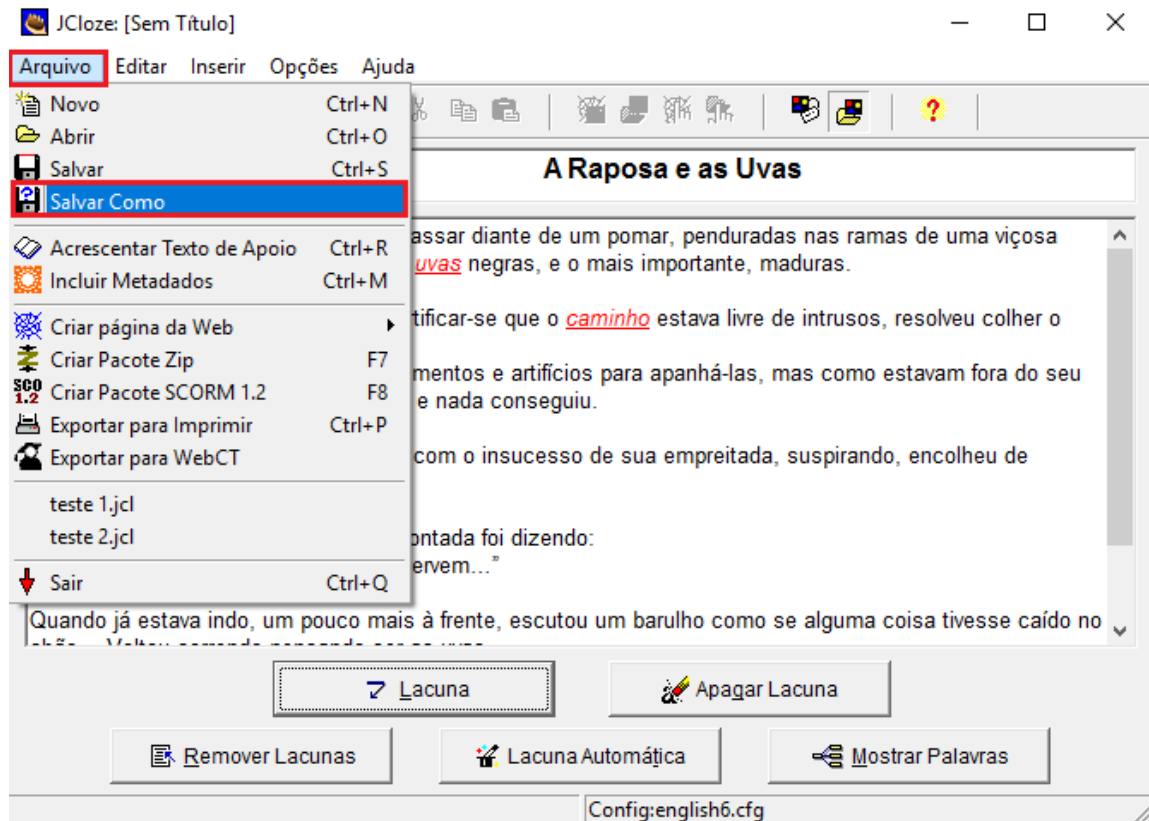 JCloze: [Sem Título]
Arquivo Editar Inserir Opções Ajuda
Novo Ctrl+N
Abrir Ctrl+O
Salvar Ctrl+S
Salvar Como
Acrescentar Texto de Apoio Ctrl+R
Incluir Metadados Ctrl+M
Criar página da Web
Criar Pacote Zip F7
SCO 1.2 Criar Pacote SCORM 1.2 F8
Exportar para Imprimir Ctrl+P
Exportar para WebCT
teste 1.jcl
teste 2.jcl
Sair Ctrl+Q
A Raposa e as Uvas
assar diante de um pomar, penduradas nas ramas de uma viçosa
uvas negras, e o mais importante, maduras.
tificar-se que o caminho estava livre de intrusos, resolveu colher o
mentos e artifícios para apanhá-las, mas como estavam fora do seu
e nada conseguiu.
com o insucesso de sua empreitada, suspirando, encolheu de
ontada foi dizendo:
ervem…”
Quando já estava indo, um pouco mais à frente, escutou um barulho como se alguma coisa tivesse caído no
Lacuna
Apagar Lacuna
Remover Lacunas
Lacuna Automática
Mostrar Palavras
Config:english6.cfg